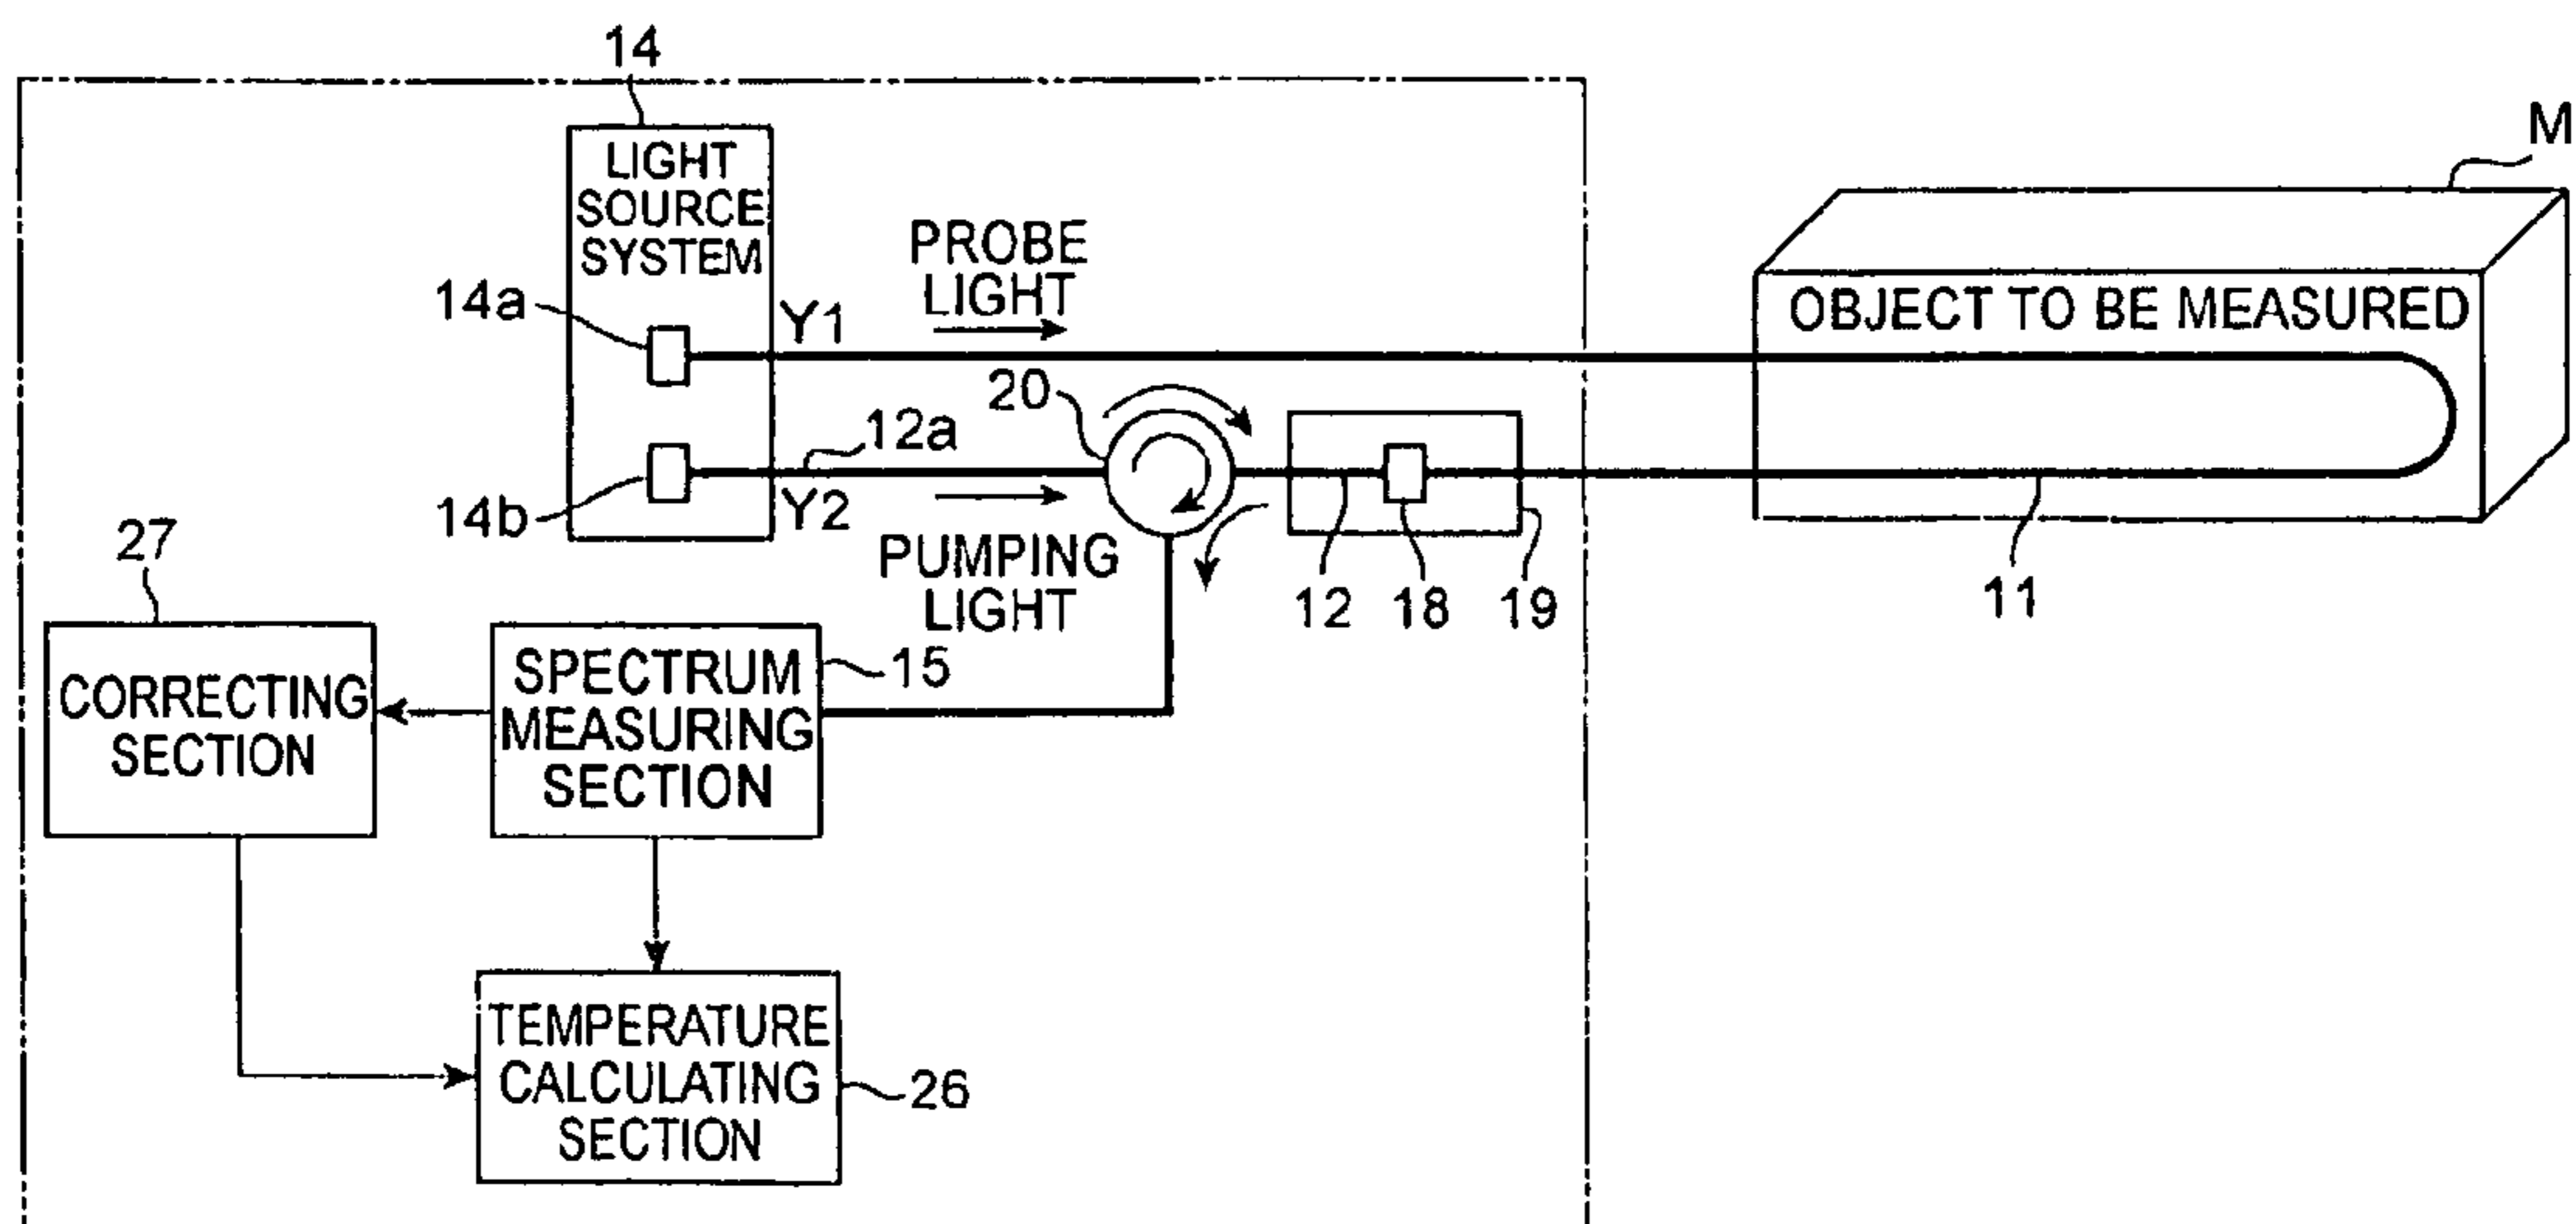 14
M
LIGHT
SOURCE
SYSTEM
PROBE
LIGHT
14a
Y1
OBJECT TO BE MEASURED
20
12a
14b
Y2
27
PUMPING
LIGHT
12
18
19
11
CORRECTING
SECTION
SPECTRUM
MEASURING
SECTION
15
TEMPERATURE
CALCULATING
SECTION
26